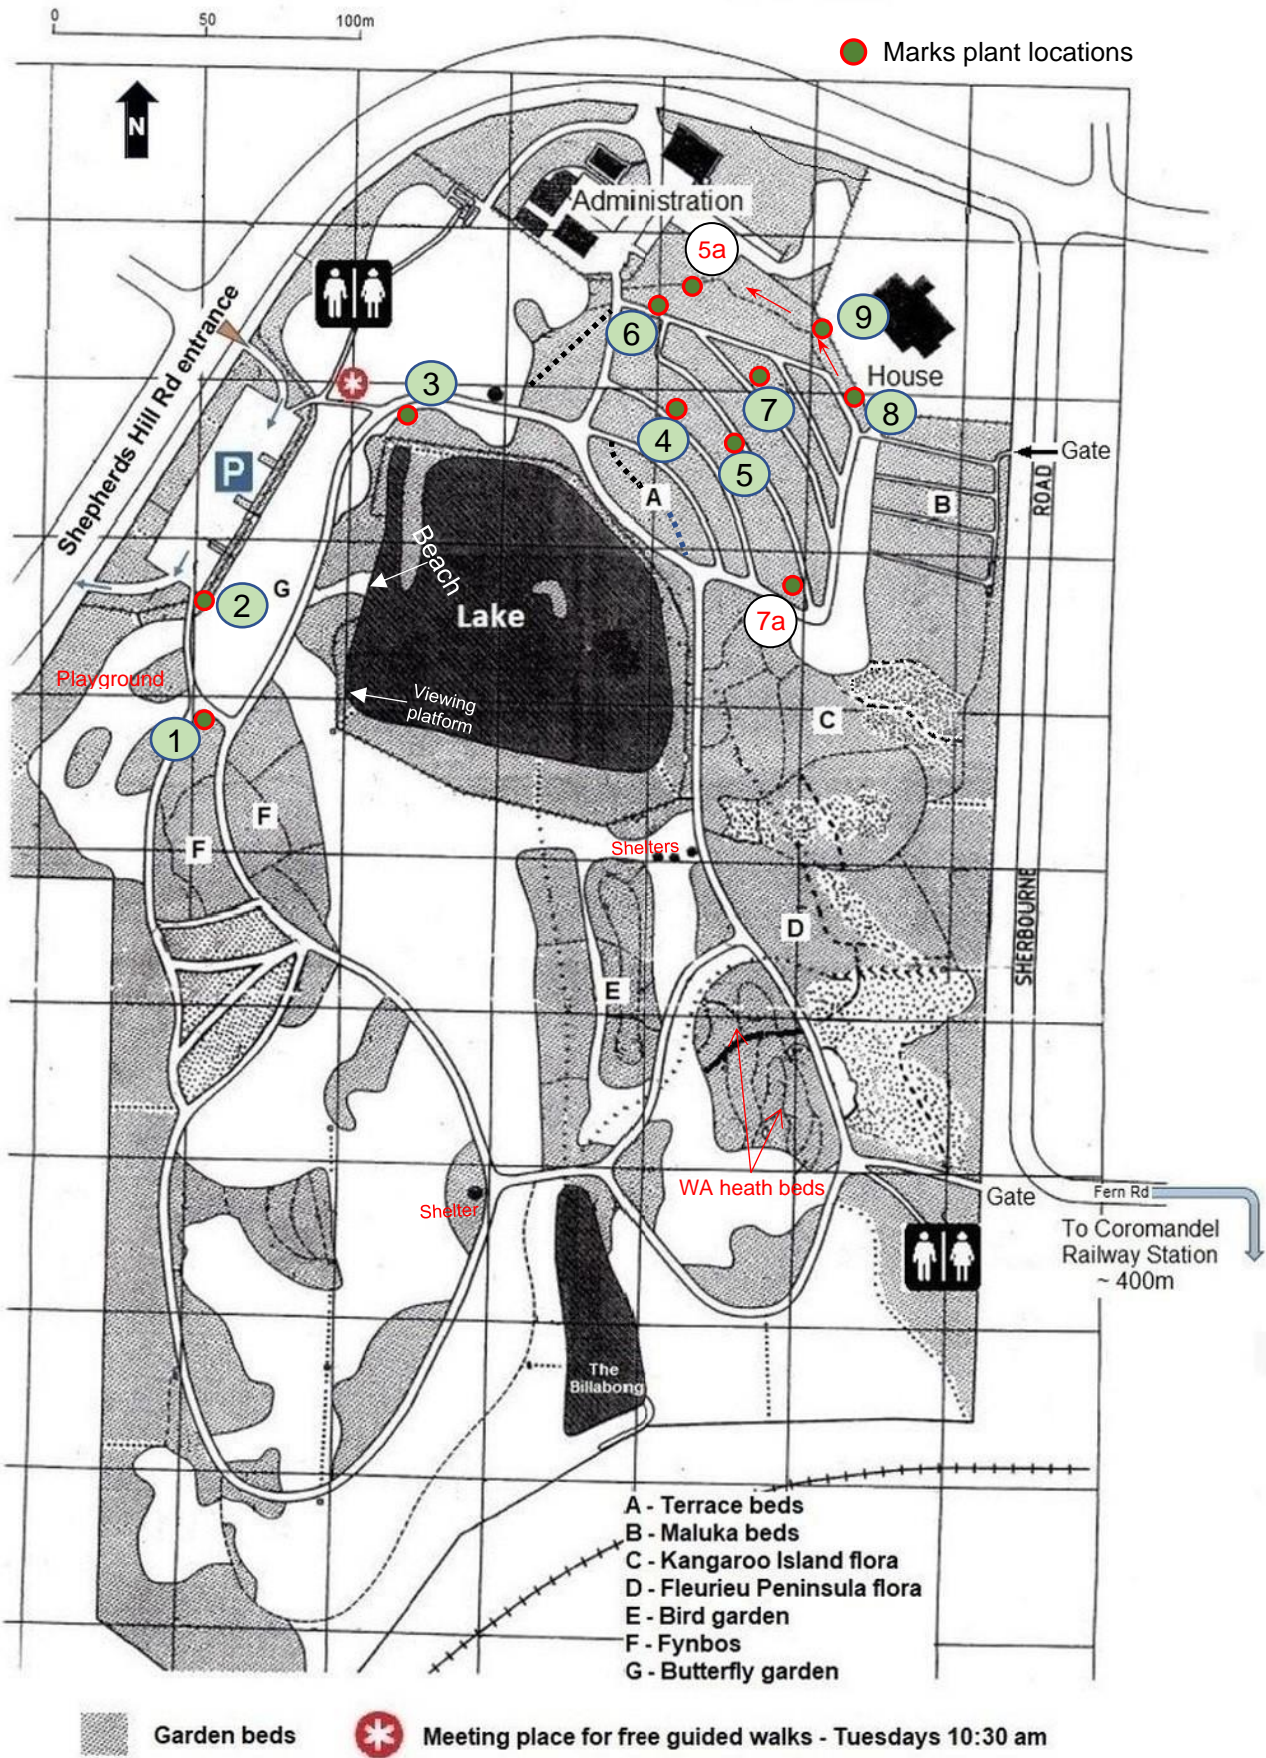 0 50 100m
Marks plant locations
N
Administration
5a
Shepherds Hill Rd entrance
6
9
3
House
7
8
4
5
P
Gate
ROAD
A
B
Beach
2
G
Lake
7a
Playground
Viewing
platform
C
1
F
F
Shelters
D
SHERBOURNE
E
WA heath beds
Gate
Fern Rd
Shelter
To Coromandel
Railway Station
~ 400m
The
Billabong
A - Terrace beds
B - Maluka beds
C - Kangaroo Island flora
D - Fleurieu Peninsula flora
E - Bird garden
F - Fynbos
G - Butterfly garden
Garden beds
Meeting place for free guided walks - Tuesdays 10:30 am